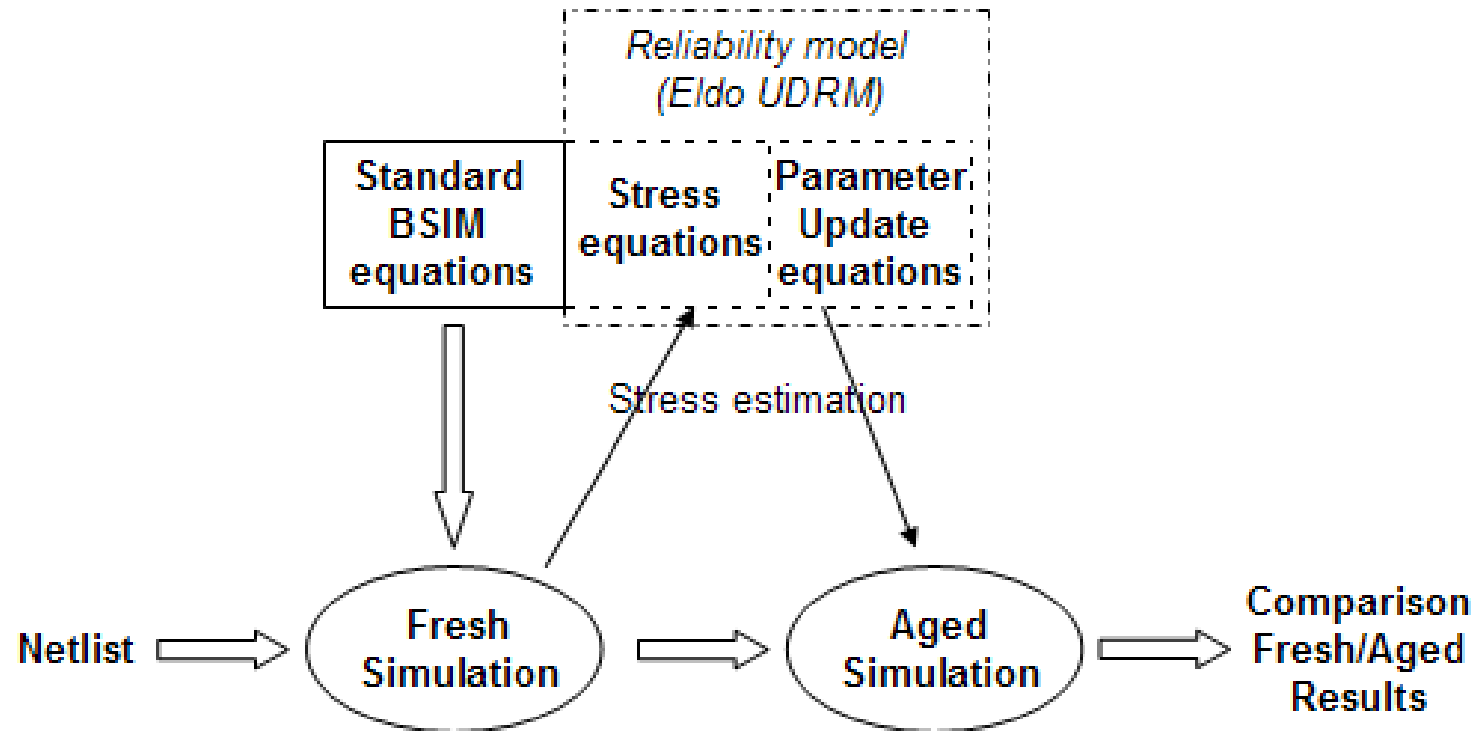 Reliability model
(Eldo UDRM)
Standard
BSIM
equations
Stress
equations
Parameter
Update
equations
Stress estimation
Netlist
Fresh
Simulation
Aged
Simulation
Comparison
Fresh/Aged
Results